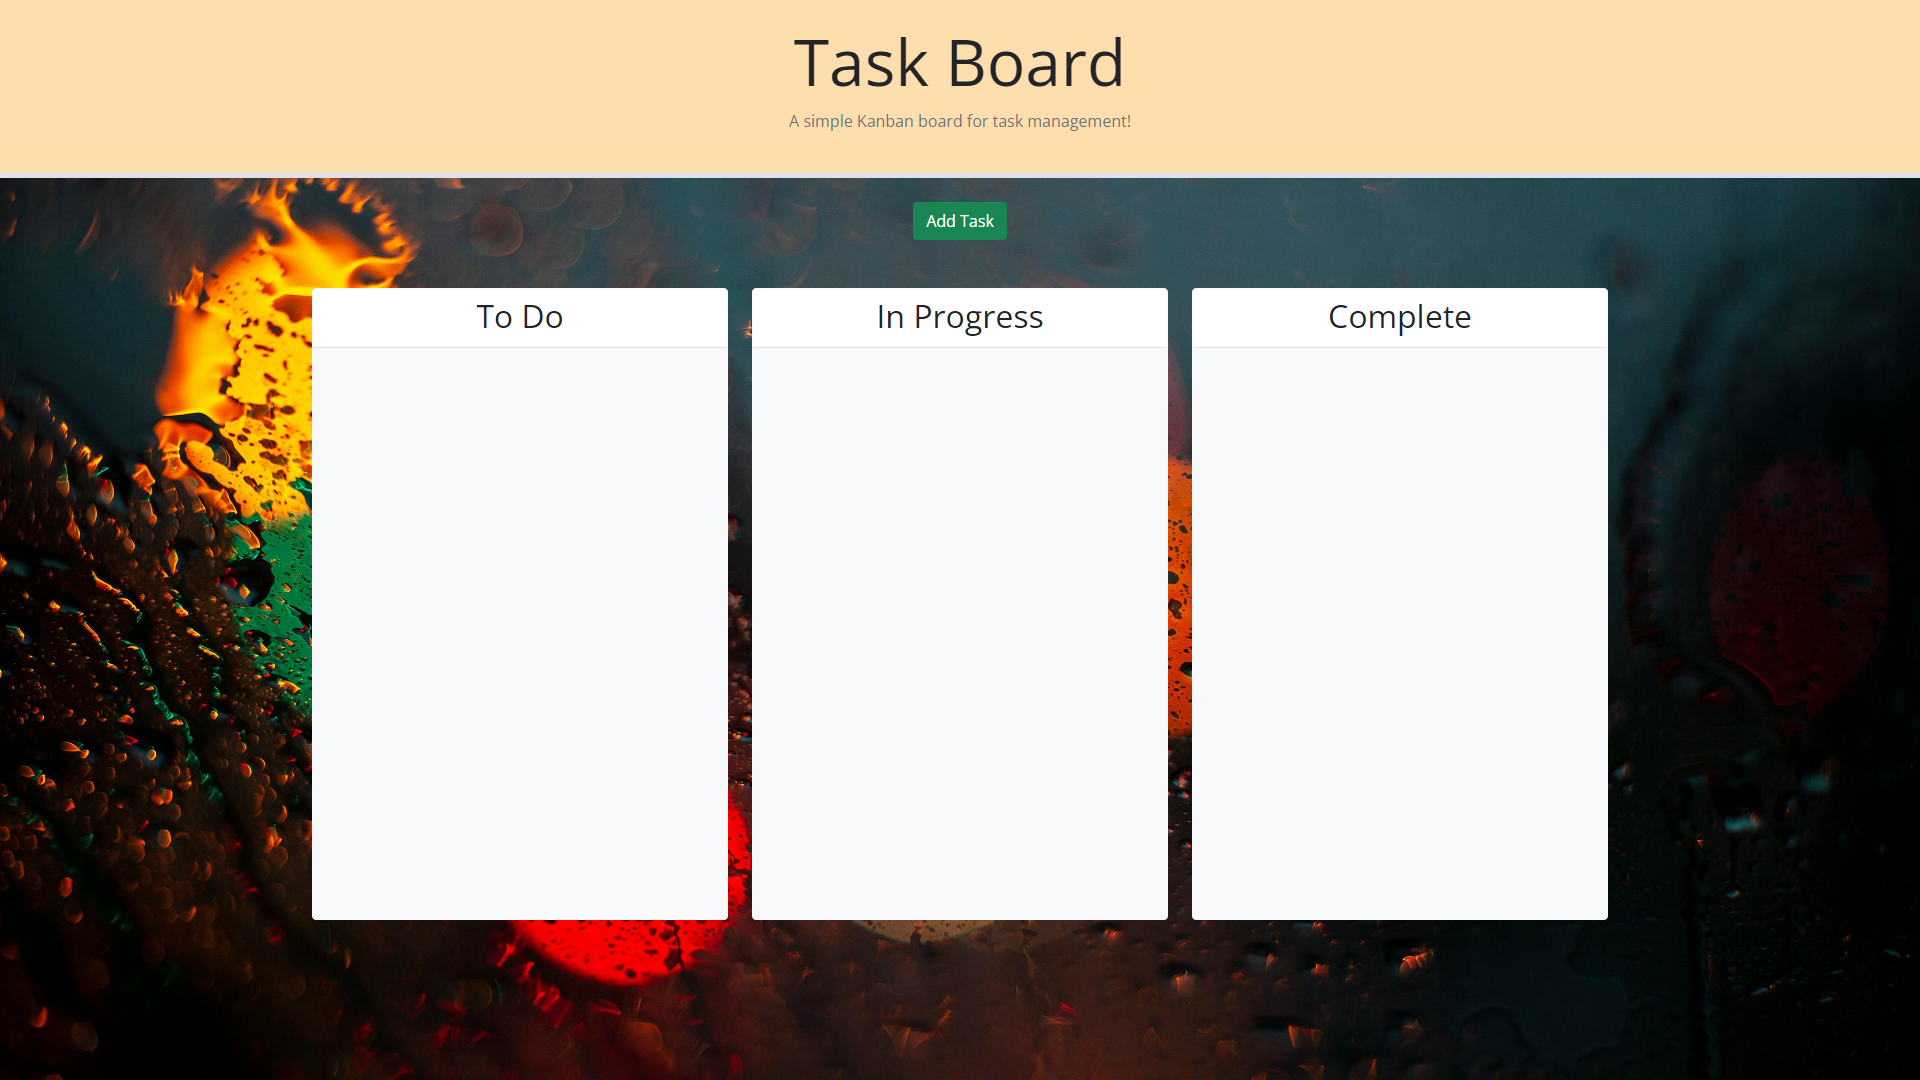 Task Board
A simple Kanban board for task management!
Add Task
To Do
In Progress
Complete